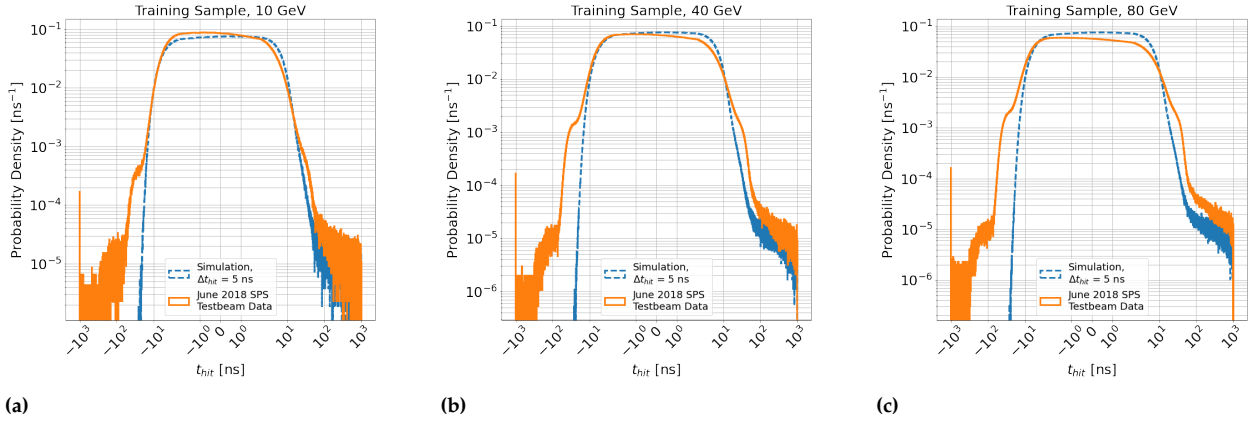 Training Sample, 10 GeV
Probability Density [ns⁻¹]
10⁻¹
10⁻²
10⁻³
10⁻⁴
10⁻⁵
Simulation,
Δt_hit = 5 ns
June 2018 SPS
Testbeam Data
−10³ −10² −10¹ −10⁰ 0 10⁰ 10¹ 10² 10³
t_hit [ns]
(a)
Training Sample, 40 GeV
Probability Density [ns⁻¹]
10⁻¹
10⁻²
10⁻³
10⁻⁴
10⁻⁵
10⁻⁶
Simulation,
Δt_hit = 5 ns
June 2018 SPS
Testbeam Data
−10³ −10² −10¹ −10⁰ 0 10⁰ 10¹ 10² 10³
t_hit [ns]
(b)
Training Sample, 80 GeV
Probability Density [ns⁻¹]
10⁻¹
10⁻²
10⁻³
10⁻⁴
10⁻⁵
10⁻⁶
Simulation,
Δt_hit = 5 ns
June 2018 SPS
Testbeam Data
−10³ −10² −10¹ −10⁰ 0 10⁰ 10¹ 10² 10³
t_hit [ns]
(c)